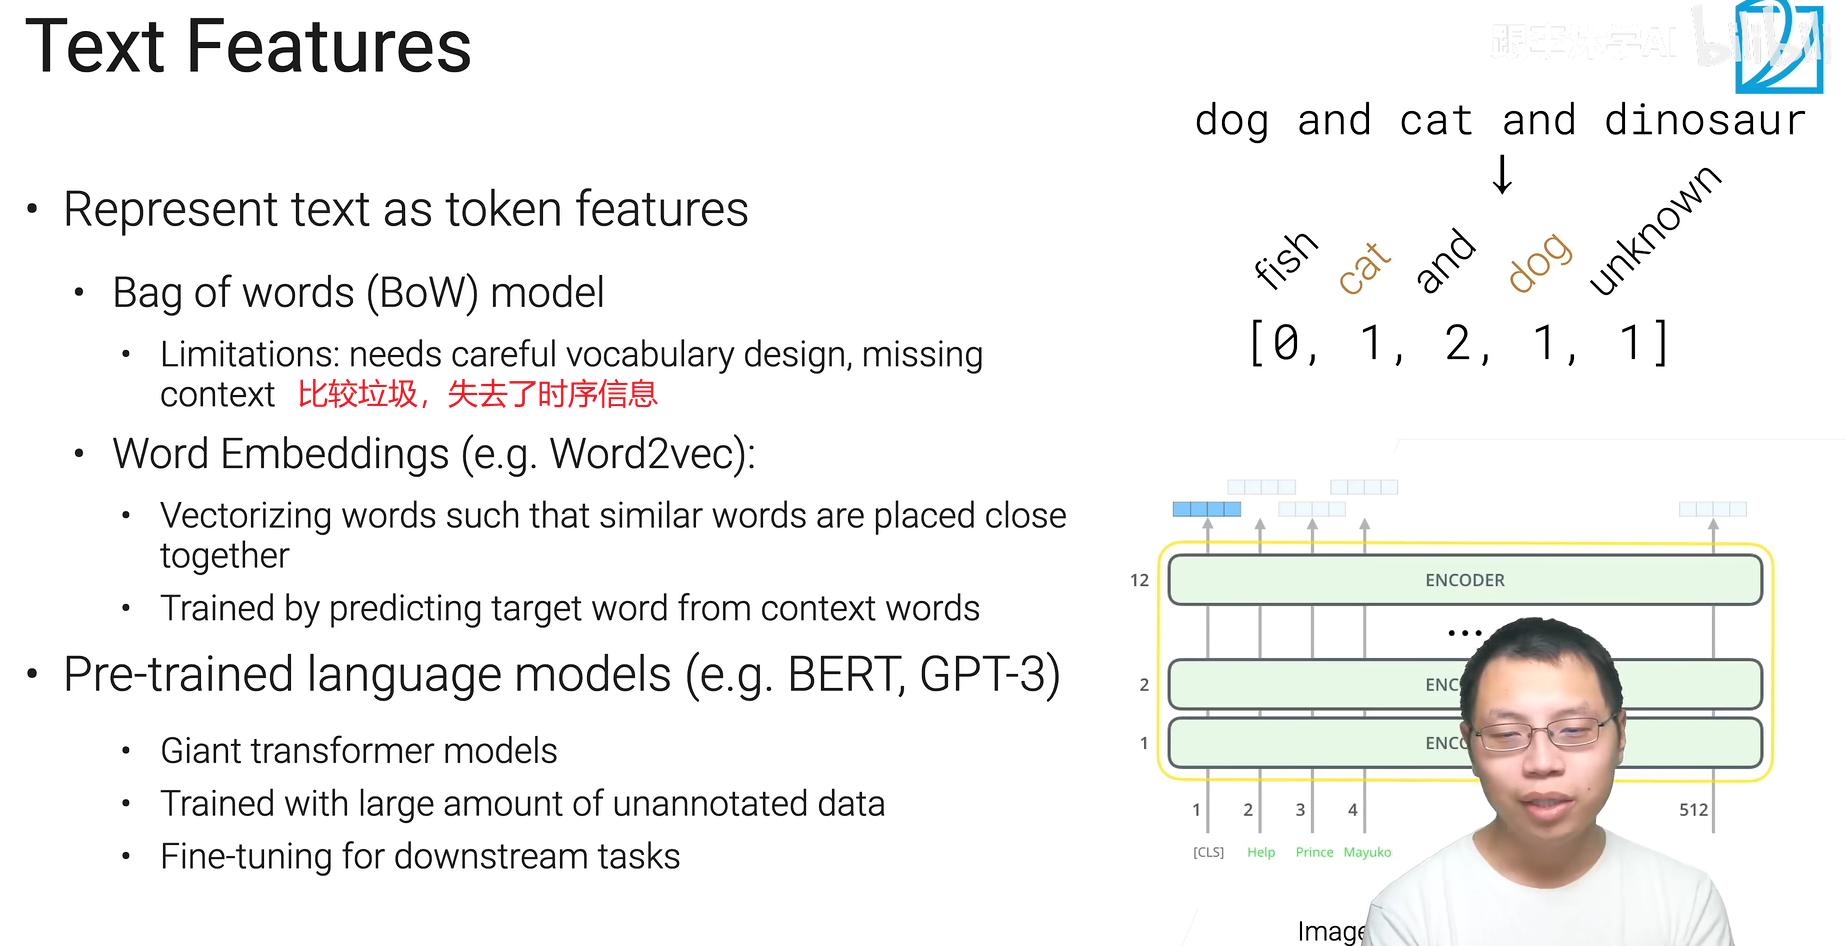 Text Features
跟李沐学AI
bilibili
dog and cat and dinosaur
↓
fish cat and dog unknown
[0, 1, 2, 1, 1]
• Represent text as token features
• Bag of words (BoW) model
• Limitations: needs careful vocabulary design, missing
context 比较垃圾，失去了时序信息
• Word Embeddings (e.g. Word2vec):
• Vectorizing words such that similar words are placed close
together
• Trained by predicting target word from context words
• Pre-trained language models (e.g. BERT, GPT-3)
• Giant transformer models
• Trained with large amount of unannotated data
• Fine-tuning for downstream tasks
12 ENCODER
...
2 ENC
1 ENC
1 2 3 4 512
[CLS] Help Prince Mayuko
Image